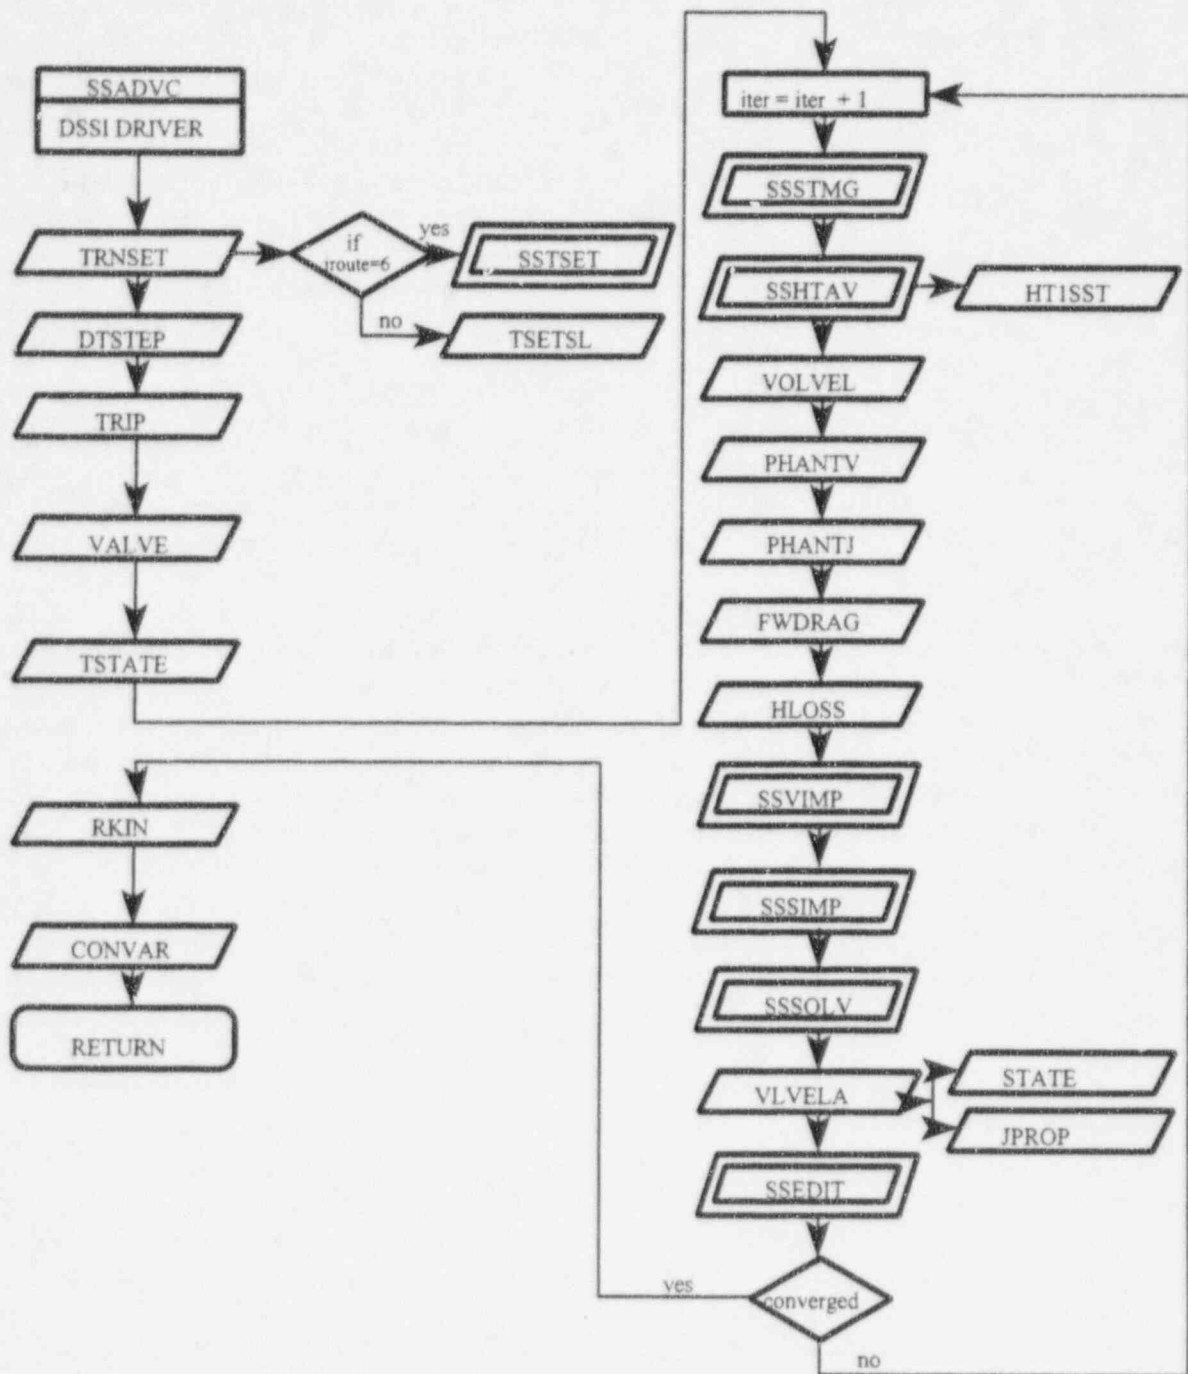 SSADVC
DSSI DRIVER
TRNSET
if
iroute=6
yes
SSTSET
no
TSETSL
DTSTEP
TRIP
VALVE
TSTATE
iter = iter + 1
SSSTMG
SSHTAV
HT1SST
VOLVEL
PHANTV
PHANTJ
FWDRAG
HLOSS
SSVIMP
SSSIMP
SSSOLV
VLVELA
STATE
JPROP
SSEDIT
converged
yes
no
RKIN
CONVAR
RETURN